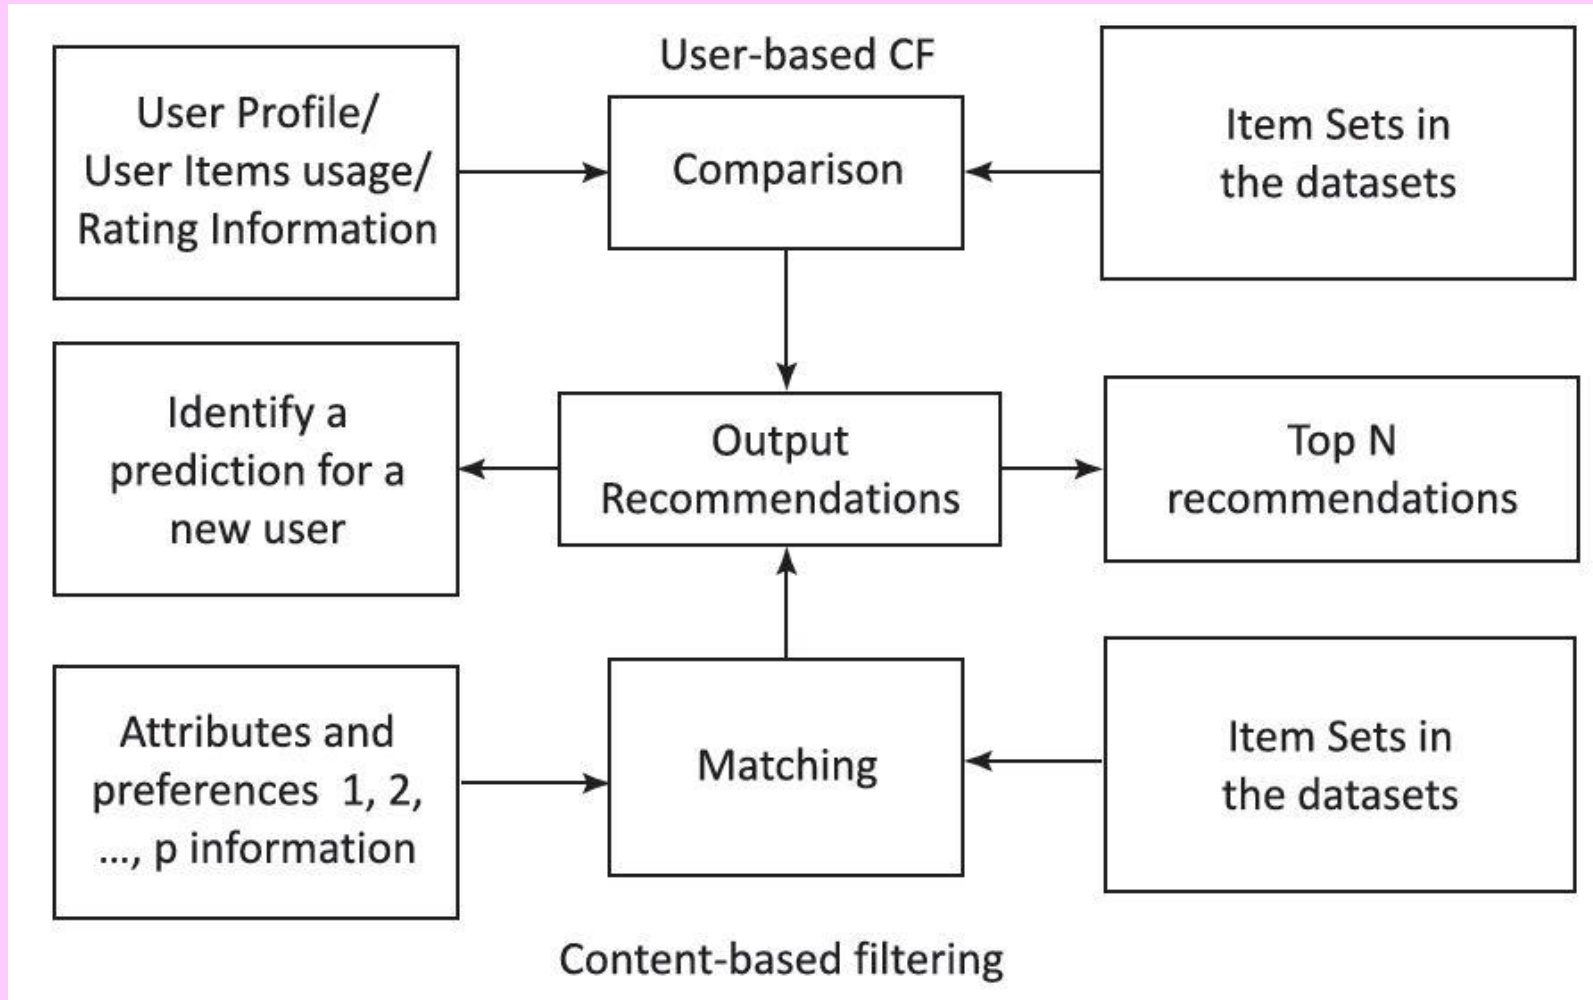 User-based CF
User Profile/
User Items usage/
Rating Information
Comparison
Item Sets in
the datasets
Identify a
prediction for a
new user
Output
Recommendations
Top N
recommendations
Attributes and
preferences 1, 2,
..., p information
Matching
Item Sets in
the datasets
Content-based filtering